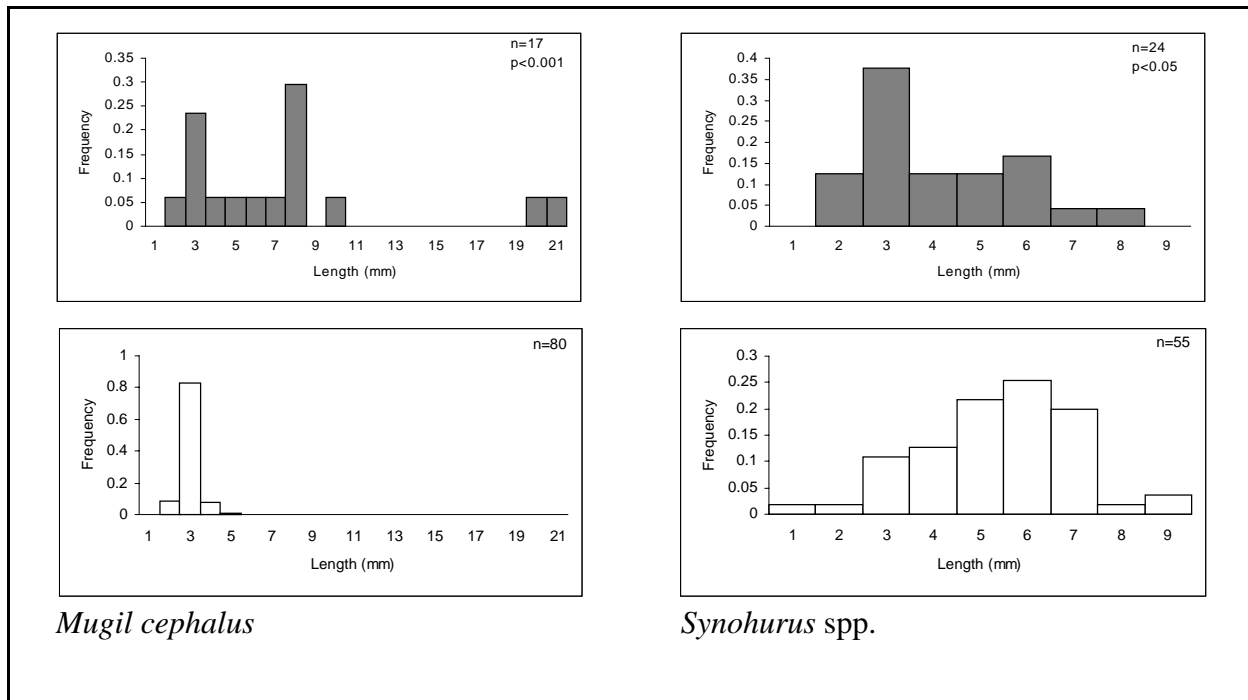 n=17
p<0.001
0.35
0.3
0.25
0.2
0.15
0.1
0.05
0
Frequency
1 3 5 7 9 11 13 15 17 19 21
Length (mm)
n=24
p<0.05
0.4
0.35
0.3
0.25
0.2
0.15
0.1
0.05
0
Frequency
1 2 3 4 5 6 7 8 9
Length (mm)
n=80
1
0.8
0.6
0.4
0.2
0
Frequency
1 3 5 7 9 11 13 15 17 19 21
Length (mm)
n=55
0.3
0.25
0.2
0.15
0.1
0.05
0
Frequency
1 2 3 4 5 6 7 8 9
Length (mm)
Mugil cephalus
Synohurus spp.